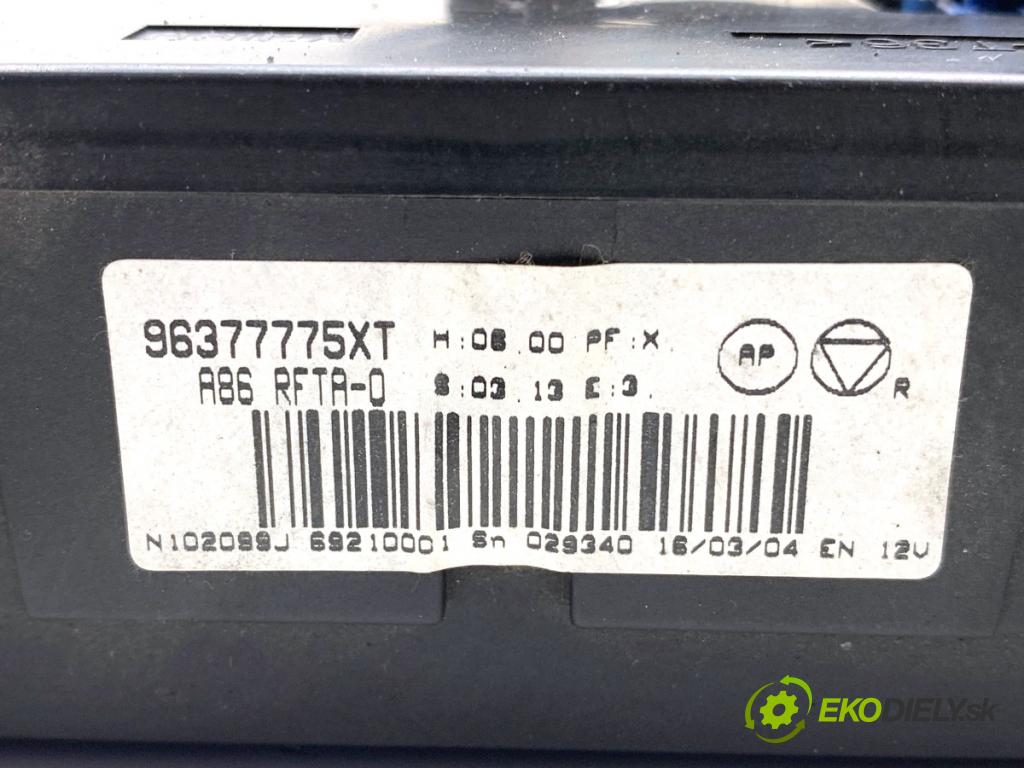 96377775XT H:06.00 PF:X.
A86 RFTA-0 S:03.13 E:3.
AP
R
N102099J 69210001 Sn 029340 16/03/04 EN 12V
EKODIELY.sk